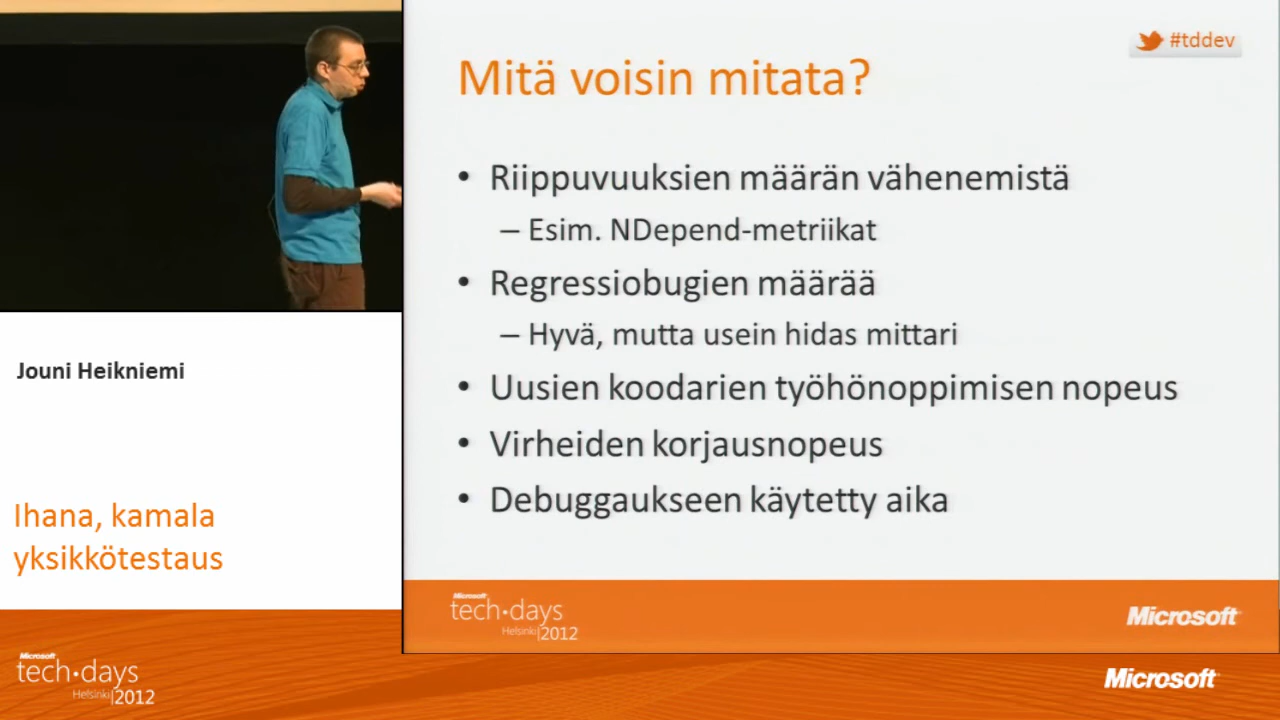 #tddev
Mitä voisin mitata?
• Riippuvuuksien määrän vähenemistä
– Esim. NDepend-metriikat
• Regressiobugien määrää
– Hyvä, mutta usein hidas mittari
• Uusien koodarien työhönoppimisen nopeus
• Virheiden korjausnopeus
• Debuggaukseen käytetty aika
Microsoft
tech·days
Helsinki|2012
Microsoft
Jouni Heikniemi
Ihana, kamala
yksikkötestaus
Microsoft
tech·days
Helsinki|2012
Microsoft